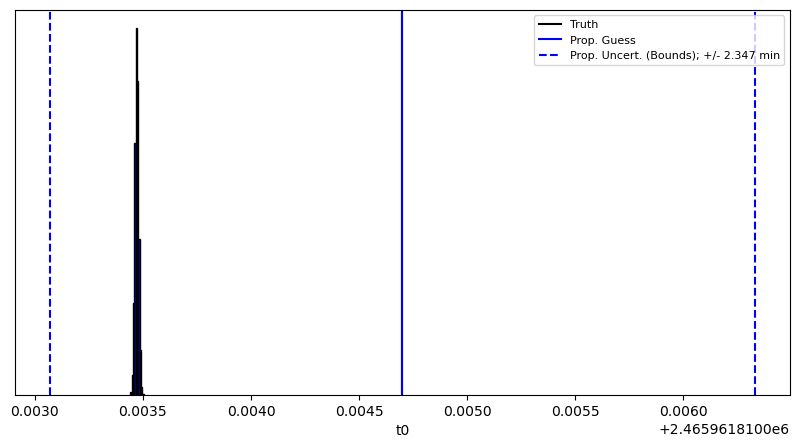 Truth
Prop. Guess
Prop. Uncert. (Bounds); +/- 2.347 min
0.0030 0.0035 0.0040 0.0045 0.0050 0.0055 0.0060
+2.4659618100e6
t0